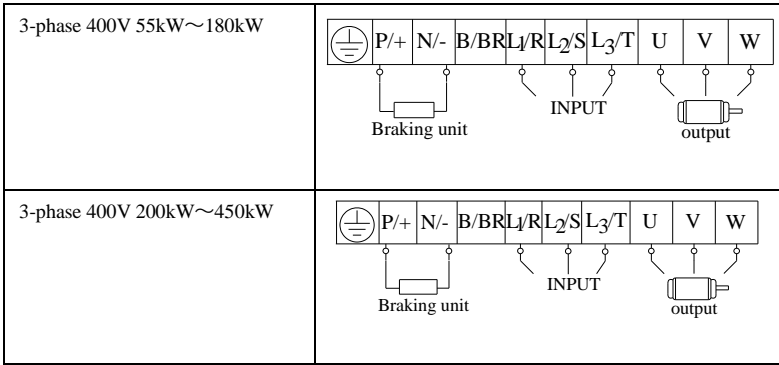 3-phase 400V 55kW～180kW
P/+ N/- B/BR L1/R L2/S L3/T U V W
INPUT
Braking unit
output
3-phase 400V 200kW～450kW
P/+ N/- B/BR L1/R L2/S L3/T U V W
INPUT
Braking unit
output